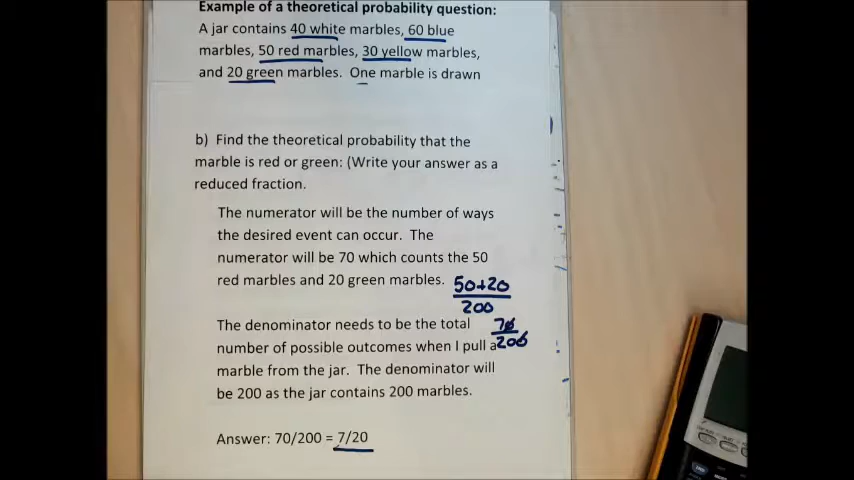 Example of a theoretical probability question:
A jar contains 40 white marbles, 60 blue
marbles, 50 red marbles, 30 yellow marbles,
and 20 green marbles. One marble is drawn
b) Find the theoretical probability that the
marble is red or green: (Write your answer as a
reduced fraction.
The numerator will be the number of ways
the desired event can occur. The
numerator will be 70 which counts the 50
red marbles and 20 green marbles.
50+20
200
The denominator needs to be the total
70
number of possible outcomes when I pull a
200
marble from the jar. The denominator will
be 200 as the jar contains 200 marbles.
Answer: 70/200 = 7/20